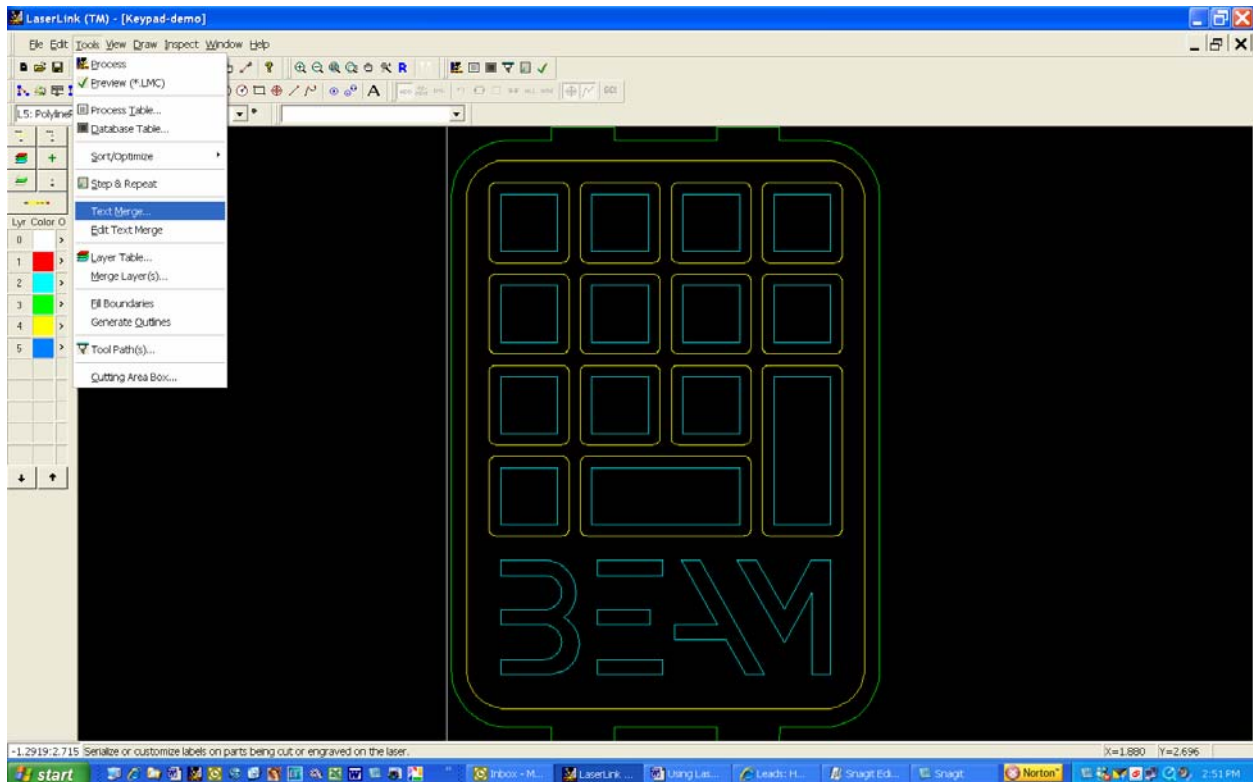 LaserLink (TM) - [Keypad-demo]
File Edit Tools View Draw Inspect Window Help
Process
Preview (*.LMC)
Process Table...
Database Table...
Sort/Optimize
Step & Repeat
Text Merge...
Edit Text Merge
Layer Table...
Merge Layer(s)...
Fill Boundaries
Generate Outlines
Tool Path(s)...
Cutting Area Box...
R
A
GO!
L5: Polyline
Lyr Color O
0
1
2
3
4
5
BEAM
-1.2919:2.715 Serialize or customize labels on parts being cut or engraved on the laser. X=1.880 Y=2.696
start Inbox - M... LaserLink ... Using Las... Leads: H... SnagIt Edi... SnagIt Norton™ 2:51 PM